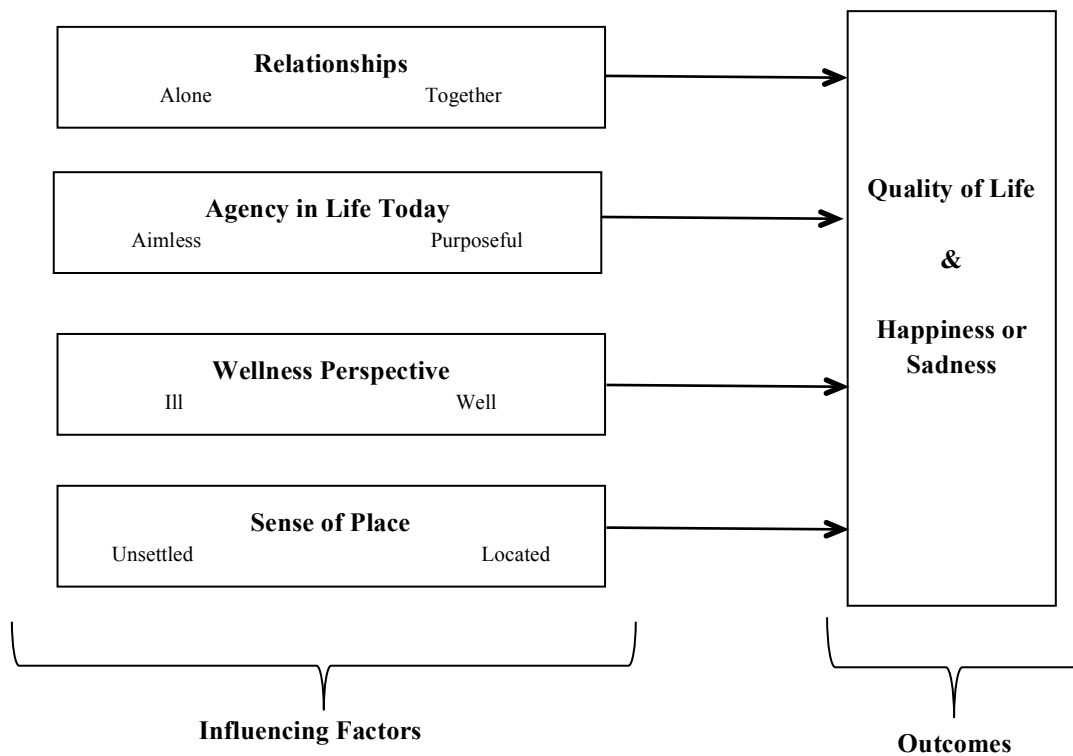 Relationships
Alone Together
Agency in Life Today
Aimless Purposeful
Wellness Perspective
Ill Well
Sense of Place
Unsettled Located
Quality of Life
&
Happiness or
Sadness
Influencing Factors
Outcomes